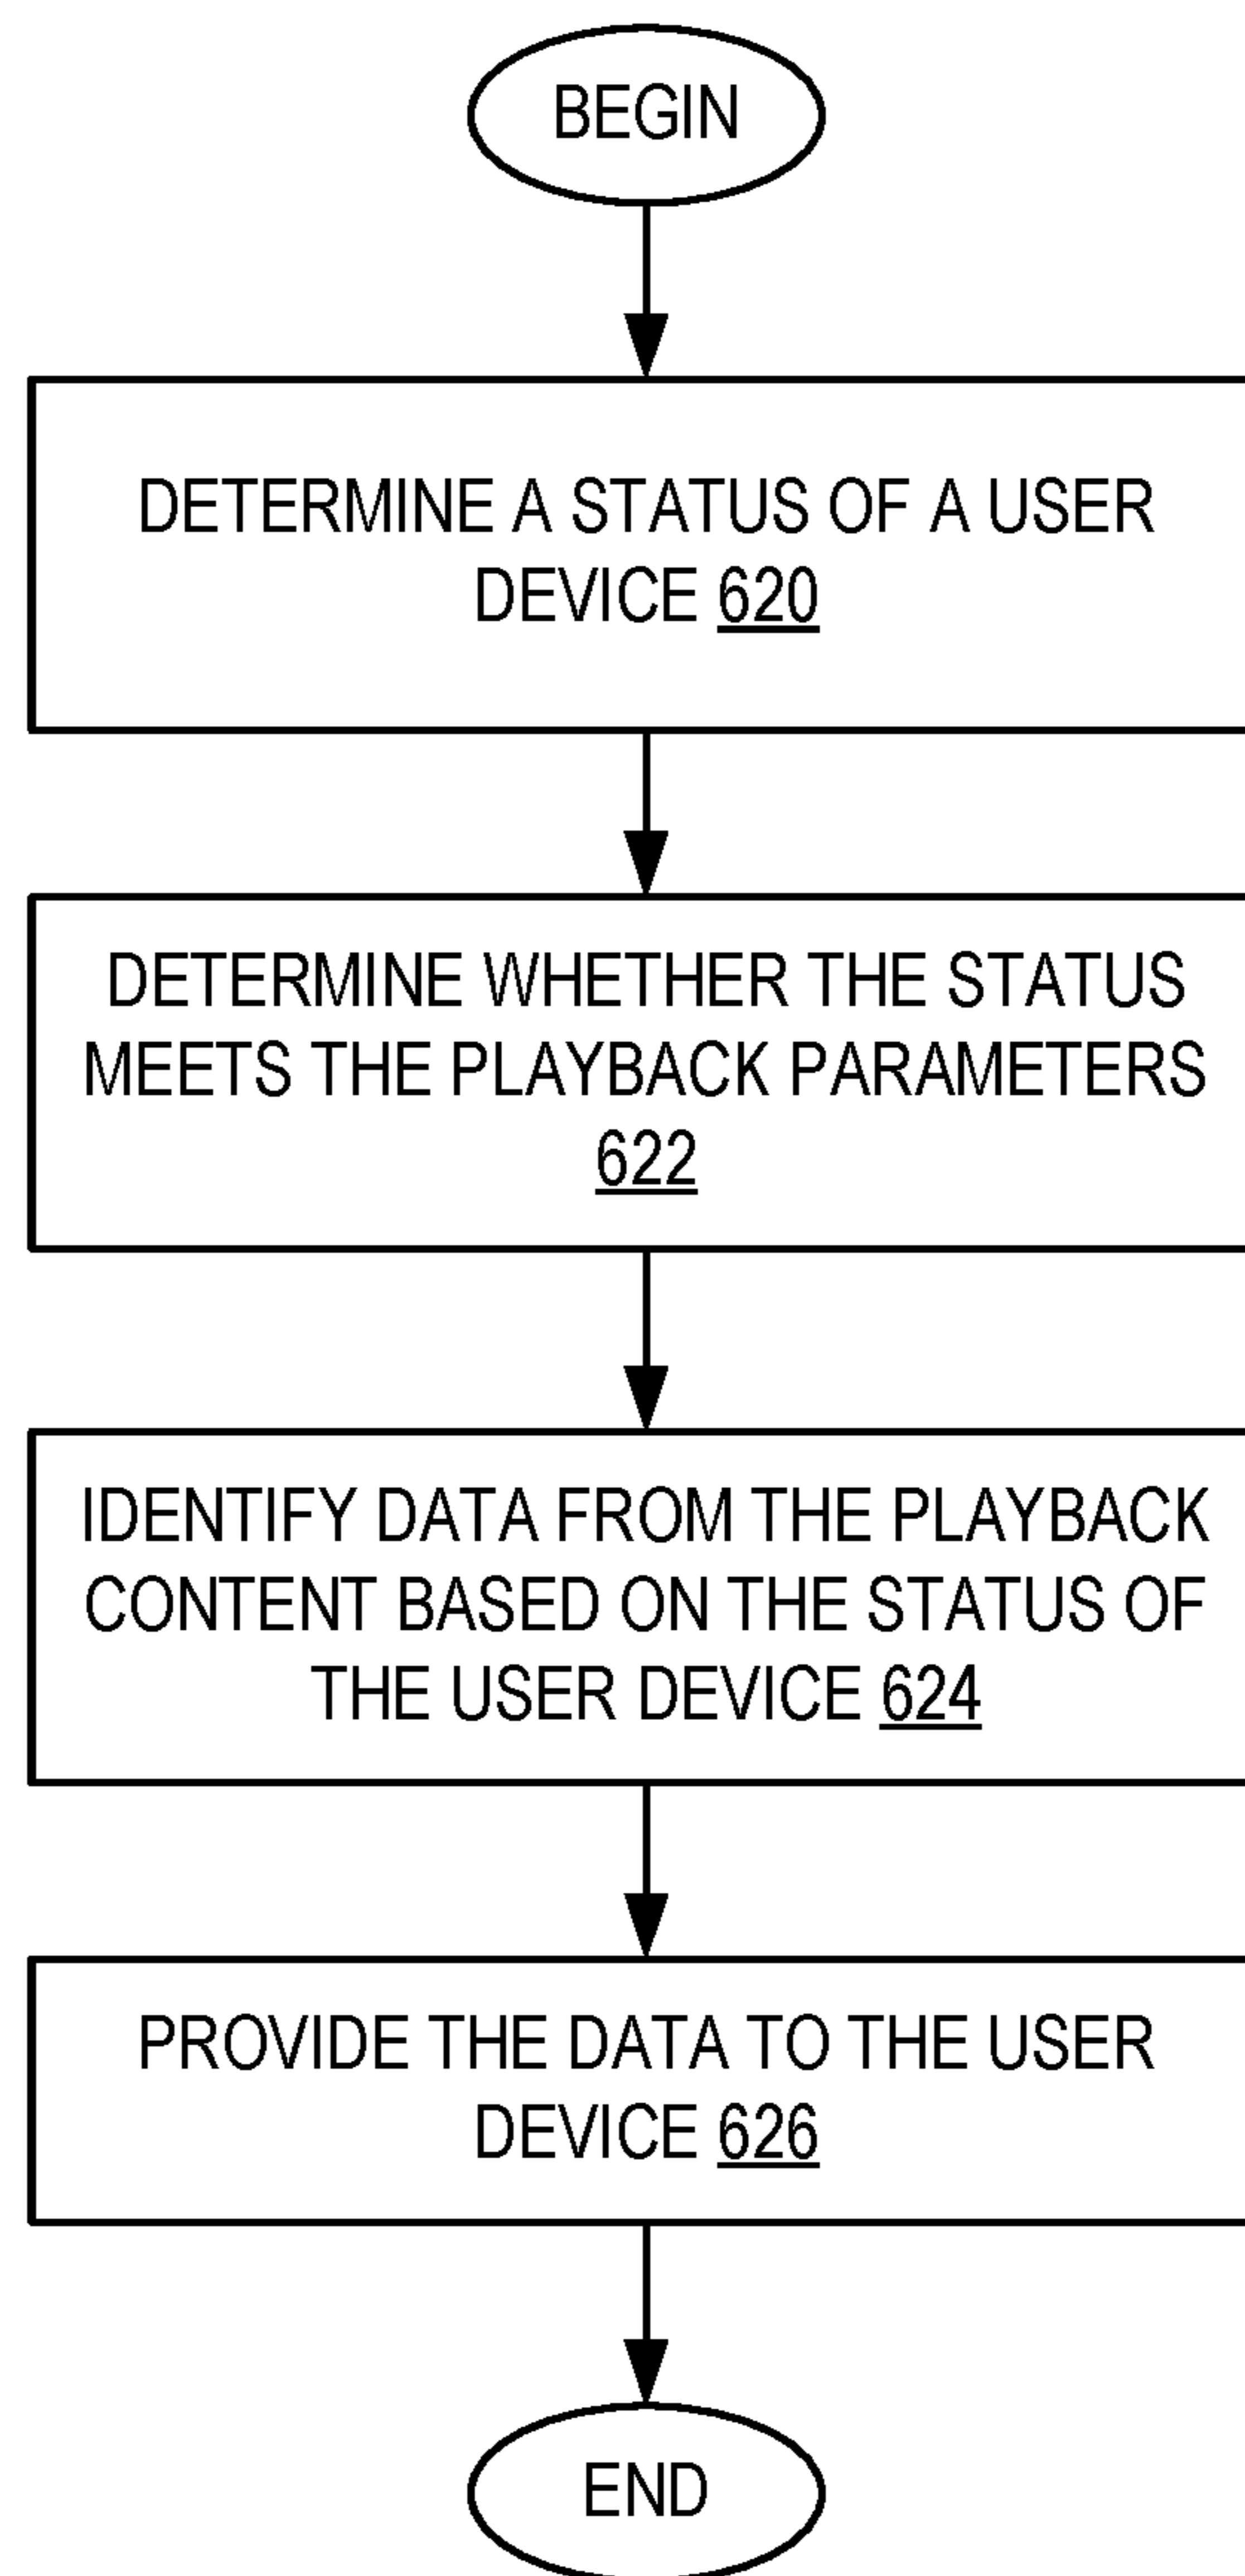 BEGIN
DETERMINE A STATUS OF A USER
DEVICE 620
DETERMINE WHETHER THE STATUS
MEETS THE PLAYBACK PARAMETERS
622
IDENTIFY DATA FROM THE PLAYBACK
CONTENT BASED ON THE STATUS OF
THE USER DEVICE 624
PROVIDE THE DATA TO THE USER
DEVICE 626
END